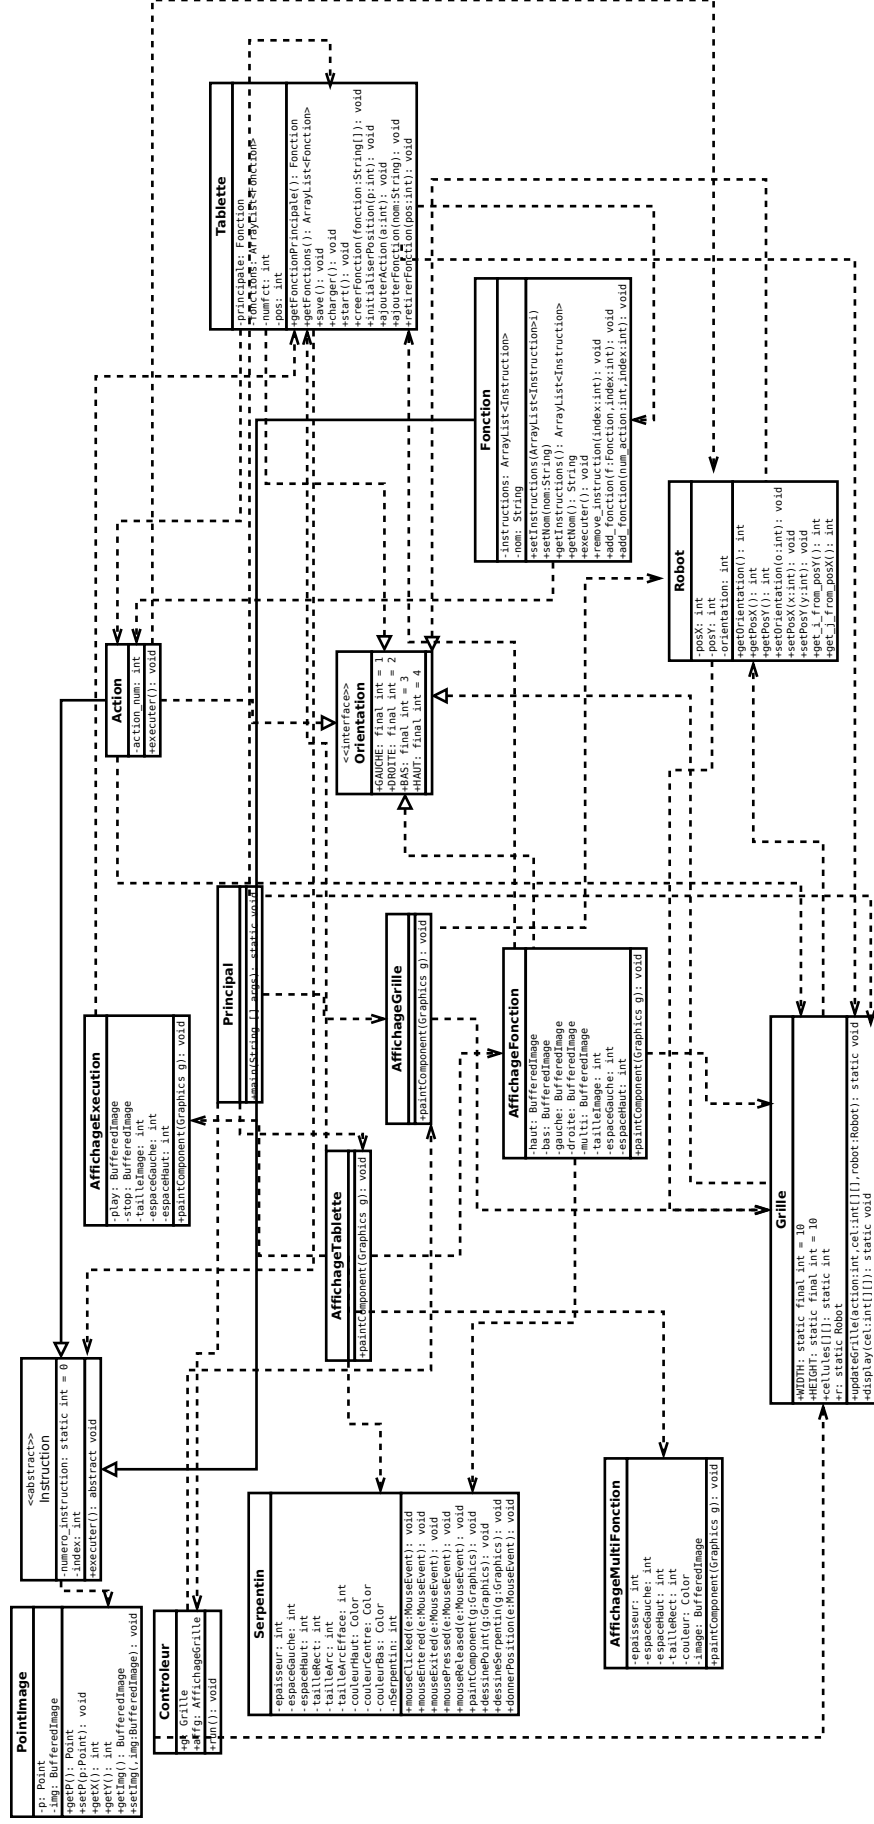 PointImage
-p: Point
-img: BufferedImage
+getP(): Point
+setP(p:Point): void
+getX(): int
+getY(): int
+getImg(): BufferedImage
+setImg(,img:BufferedImage): void
<<abstract>>
Instruction
-numero_instruction: static int = 0
-index: int
+executer(): abstract void
Controleur
+g: Grille
+affg: AffichageGrille
+run(): void
Serpentin
-epaisseur: int
-espaceGauche: int
-espaceHaut: int
-tailleRect: int
-tailleArc: int
-tailleArcEfface: int
-couleurHaut: Color
-couleurCentre: Color
-couleurBas: Color
-nSerpentin: int
+mouseClicked(e:MouseEvent): void
+mouseEntered(e:MouseEvent): void
+mouseExited(e:MouseEvent): void
+mousePressed(e:MouseEvent): void
+mouseReleased(e:MouseEvent): void
+paintComponent(g:Graphics): void
+dessinePoint(g:Graphics): void
+dessineSerpentin(g:Graphics): void
+donnerPosition(e:MouseEvent): void
AffichageMultiFonction
-epaisseur: int
-espaceGauche: int
-espaceHaut: int
-tailleRect: int
-couleur: Color
-image: BufferedImage
+paintComponent(Graphics g): void
AffichageExecution
-play: BufferedImage
-stop: BufferedImage
-tailleImage: int
-espaceGauche: int
-espaceHaut: int
+paintComponent(Graphics g): void
Principal
+main(String [] args): static void
AffichageTablette
+paintComponent(Graphics g): void
AffichageGrille
+paintComponent(Graphics g): void
AffichageFonction
-haut: BufferedImage
-bas: BufferedImage
-gauche: BufferedImage
-droite: BufferedImage
-multi: BufferedImage
-tailleImage: int
-espaceGauche: int
-espaceHaut: int
+paintComponent(Graphics g): void
Grille
+WIDTH: static final int = 10
+HEIGHT: static final int = 10
+cellules[][]: static int
+r: static Robot
+updateGrille(action:int,cel:int[][],robot:Robot): static void
+display(cel:int[][]): static void
Action
-action_num: int
+executer(): void
<<interface>>
Orientation
+GAUCHE: final int = 1
+DROITE: final int = 2
+BAS: final int = 3
+HAUT: final int = 4
Robot
-posX: int
-posY: int
-orientation: int
+getOrientation(): int
+getPosX(): int
+getPosY(): int
+setOrientation(o:int): void
+setPosX(x:int): void
+setPosY(y:int): void
+get_i_from_posY(): int
+get_j_from_posX(): int
Fonction
-instructions: ArrayList<Instruction>
-nom: String
+setInstructions(ArrayList<Instruction>i)
+setNom(nom:String)
+getInstructions(): ArrayList<Instruction>
+getNom(): String
+executer(): void
+remove_instruction(index:int): void
+add_fonction(f:Fonction,index:int): void
+add_fonction(num_action:int,index:int): void
Tablette
-principale: Fonction
-fonctions: ArrayList<Fonction>
-numfct: int
-pos: int
+getFonctionPrincipale(): Fonction
+getFonctions(): ArrayList<Fonction>
+save(): void
+charger(): void
+start(): void
+creerFonction(fonction:String[]): void
+initialiserPosition(p:int): void
+ajouterAction(a:int): void
+ajouterFonction(nom:String): void
+retirerFonction(pos:int): void